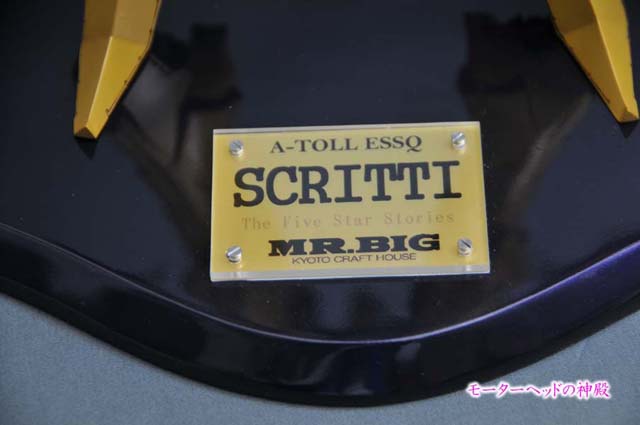 A-TOLL ESSQ
SCRITTI
The Five Star Stories
MR.BIG
KYOTO CRAFT HOUSE
モーターヘッドの神殿